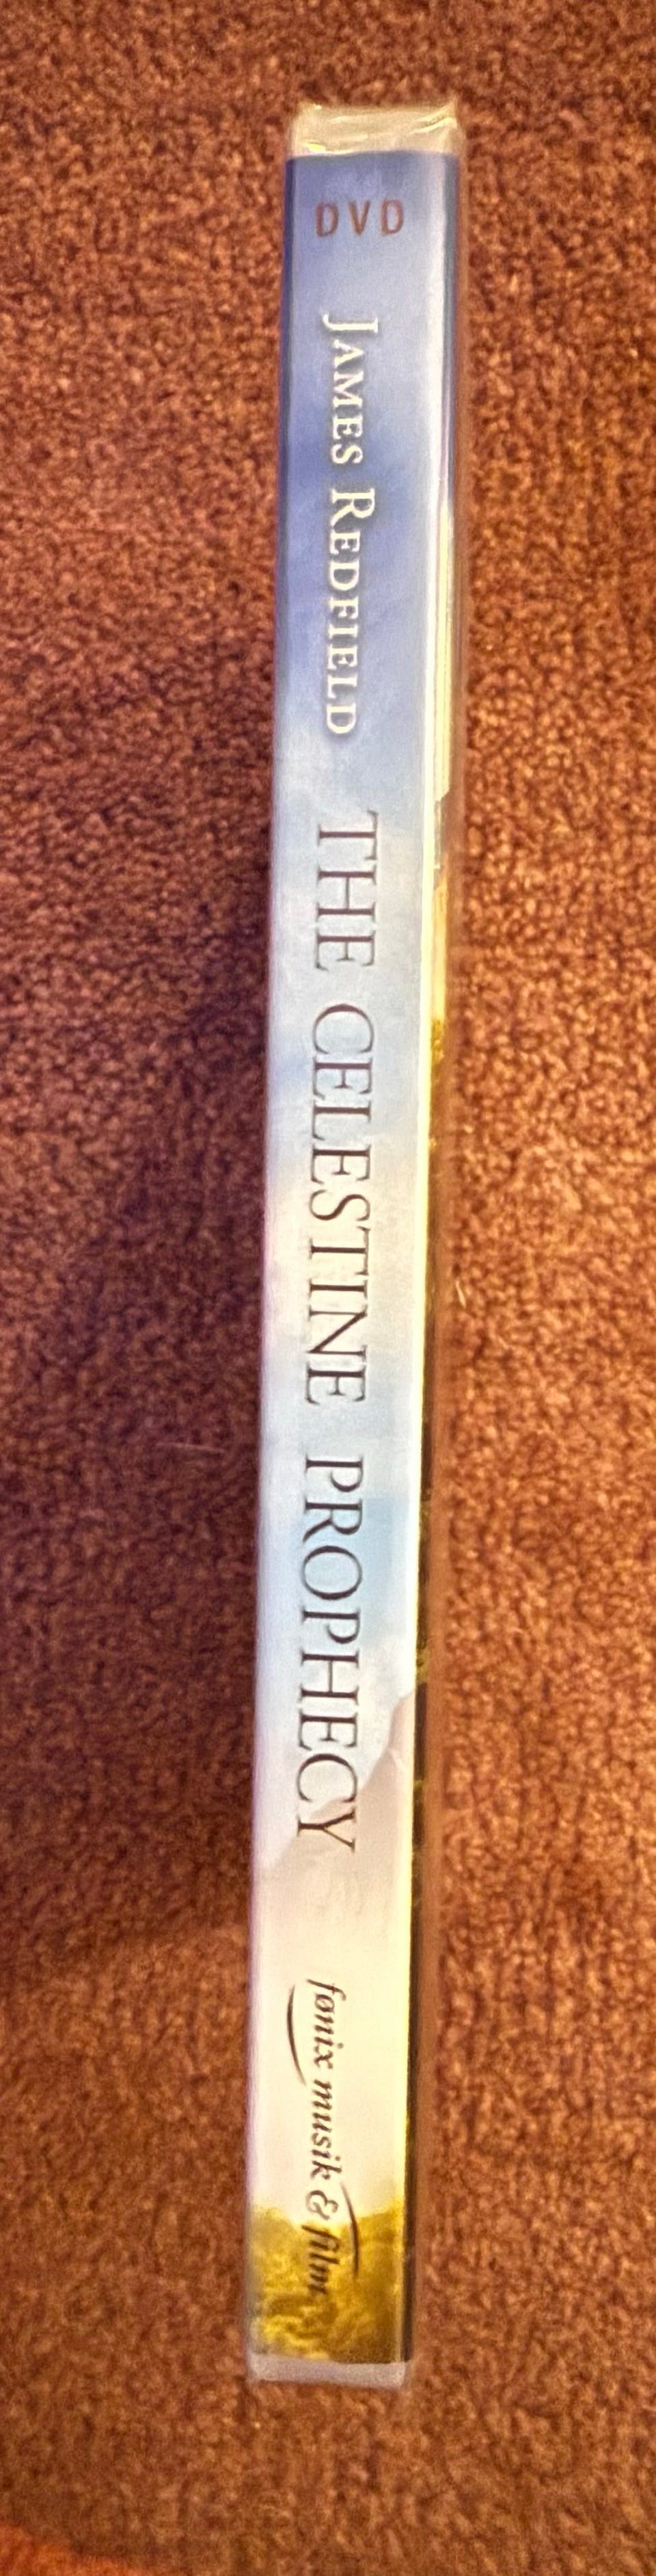 DVD
JAMES REDFIELD
THE CELESTINE PROPHECY
fønix musik & film